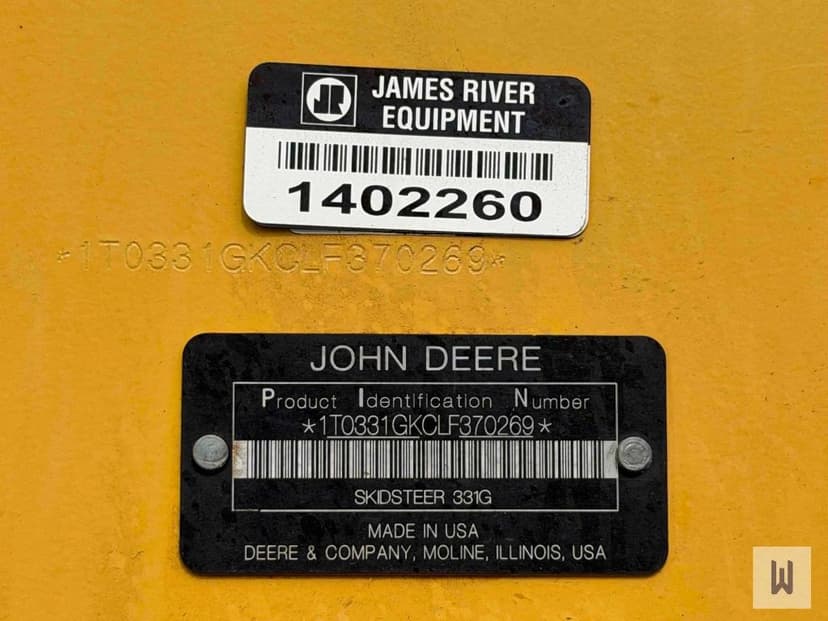 JR JAMES RIVER
EQUIPMENT
1402260
*1T0331GKCLF370269*
JOHN DEERE
Product Identification Number
*1T0331GKCLF370269*
SKIDSTEER 331G
MADE IN USA
DEERE & COMPANY, MOLINE, ILLINOIS, USA
W